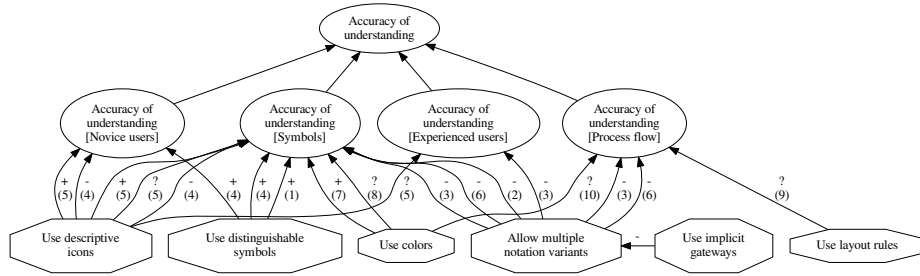 Accuracy of
understanding
Accuracy of
understanding
[Novice users]
Accuracy of
understanding
[Symbols]
Accuracy of
understanding
[Experienced users]
Accuracy of
understanding
[Process flow]
+
(5)
-
(4)
+
(5)
?
(5)
-
(4)
+
(4)
+
(4)
+
(1)
+
(7)
?
(8)
?
(5)
-
(3)
-
(6)
-
(2)
-
(3)
?
(10)
-
(3)
-
(6)
?
(9)
Use descriptive
icons
Use distinguishable
symbols
Use colors
Allow multiple
notation variants
-
Use implicit
gateways
Use layout rules